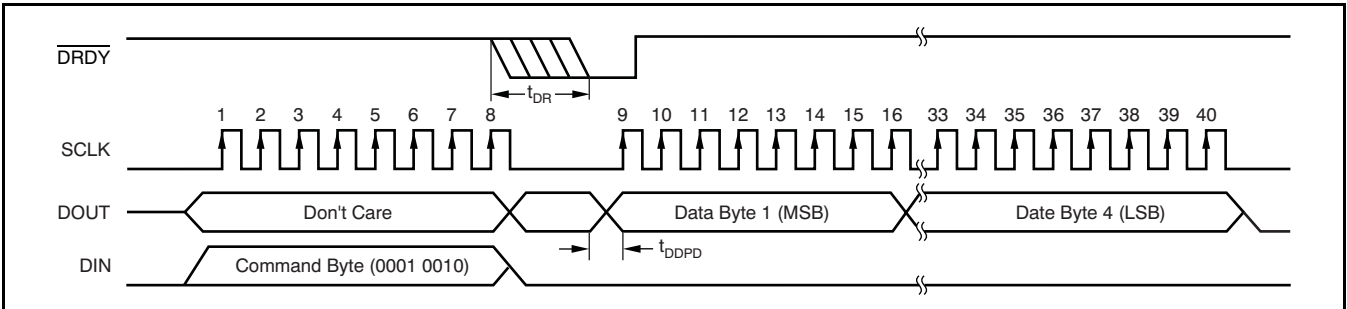 DRDY
tDR
1 2 3 4 5 6 7 8 9 10 11 12 13 14 15 16 33 34 35 36 37 38 39 40
SCLK
DOUT Don't Care Data Byte 1 (MSB) Date Byte 4 (LSB)
tDDPD
DIN Command Byte (0001 0010)